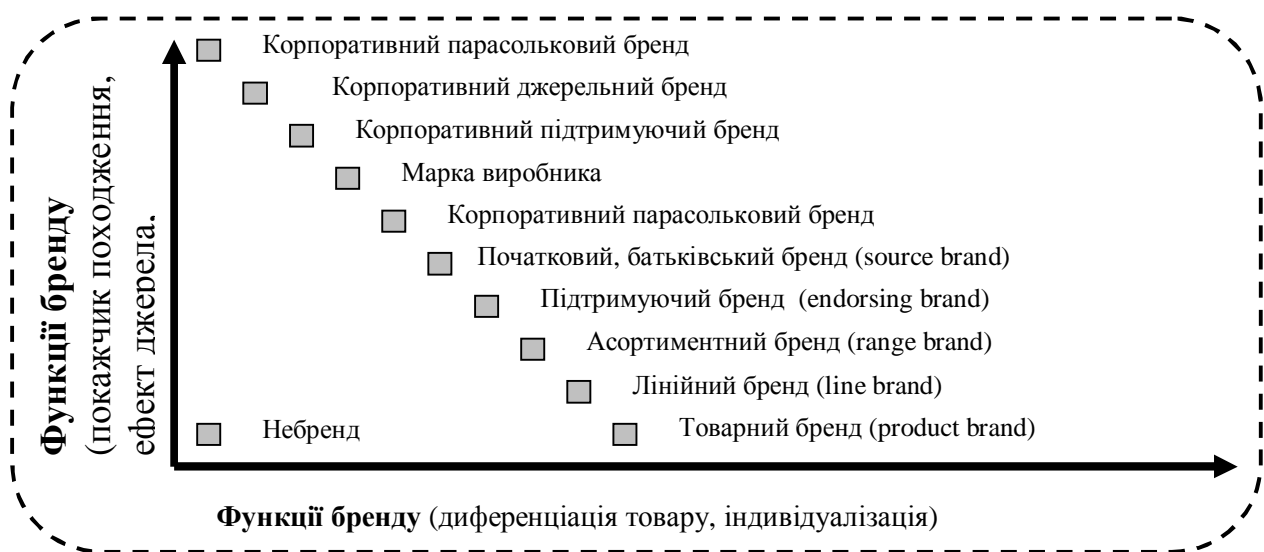 Функції бренду
(покажчик походження,
ефект джерела.
Корпоративний парасольковий бренд
Корпоративний джерельний бренд
Корпоративний підтримуючий бренд
Марка виробника
Корпоративний парасольковий бренд
Початковий, батьківський бренд (source brand)
Підтримуючий бренд (endorsing brand)
Асортиментний бренд (range brand)
Лінійний бренд (line brand)
Небренд Товарний бренд (product brand)
Функції бренду (диференціація товару, індивідуалізація)